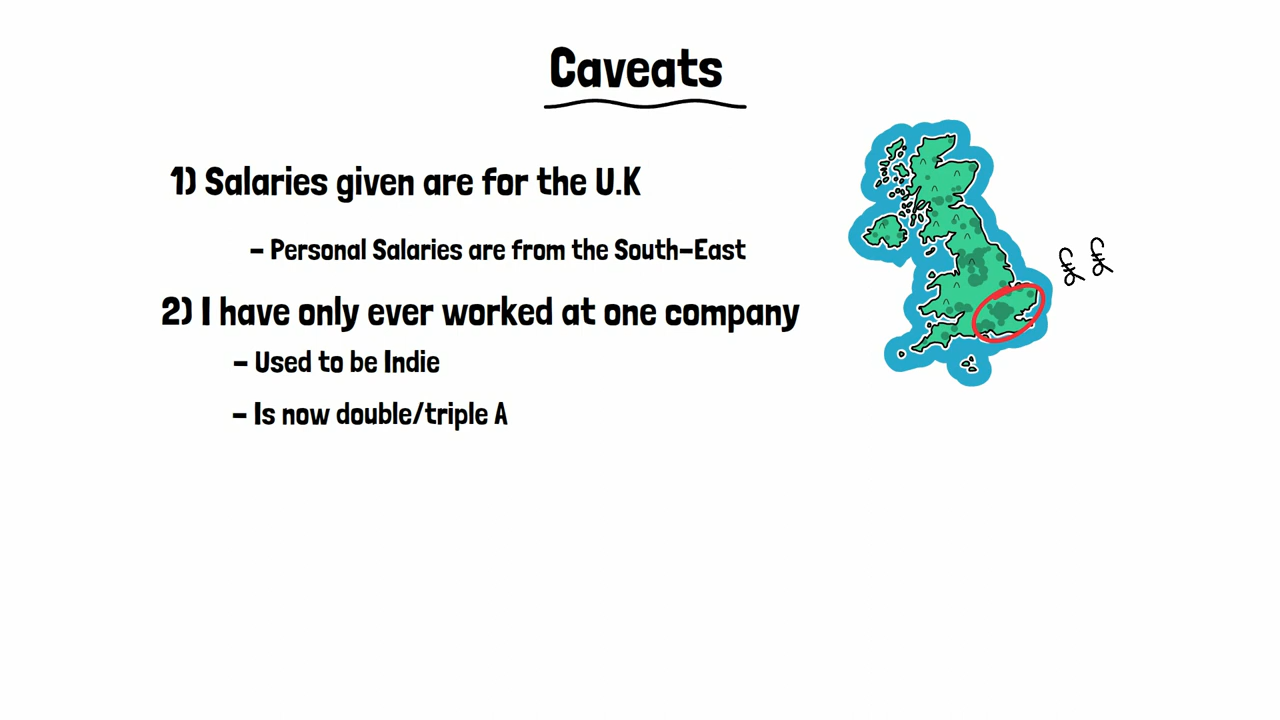 Caveats
1) Salaries given are for the U.K
- Personal Salaries are from the South-East
££
2) I have only ever worked at one company
- Used to be Indie
- Is now double/triple A